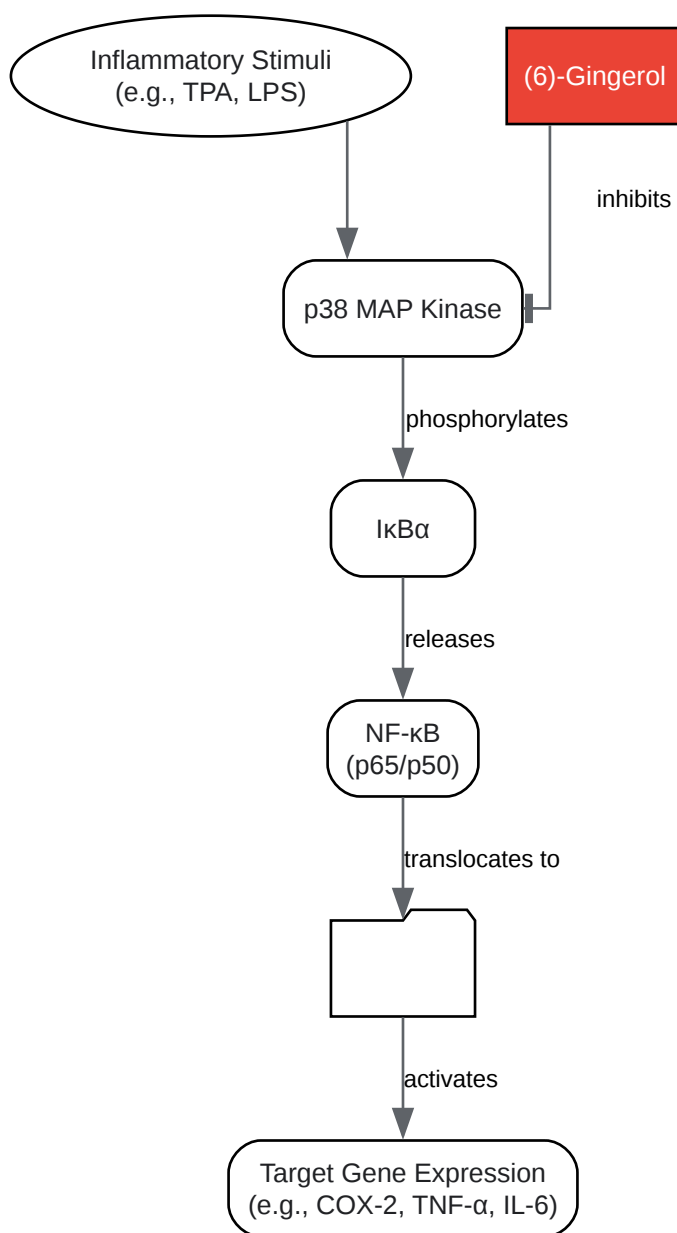 Inflammatory Stimuli
(e.g., TPA, LPS)
(6)-Gingerol
inhibits
p38 MAP Kinase
phosphorylates
IκBα
releases
NF-κB
(p65/p50)
translocates to
activates
Target Gene Expression
(e.g., COX-2, TNF-α, IL-6)